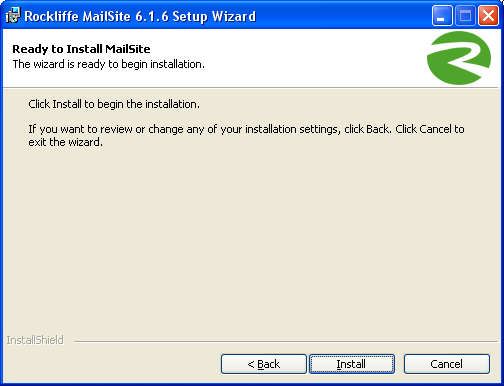 Rockliffe MailSite 6.1.6 Setup Wizard
Ready to Install MailSite
The wizard is ready to begin installation.
Click Install to begin the installation.
If you want to review or change any of your installation settings, click Back. Click Cancel to
exit the wizard.
InstallShield
< Back
Install
Cancel